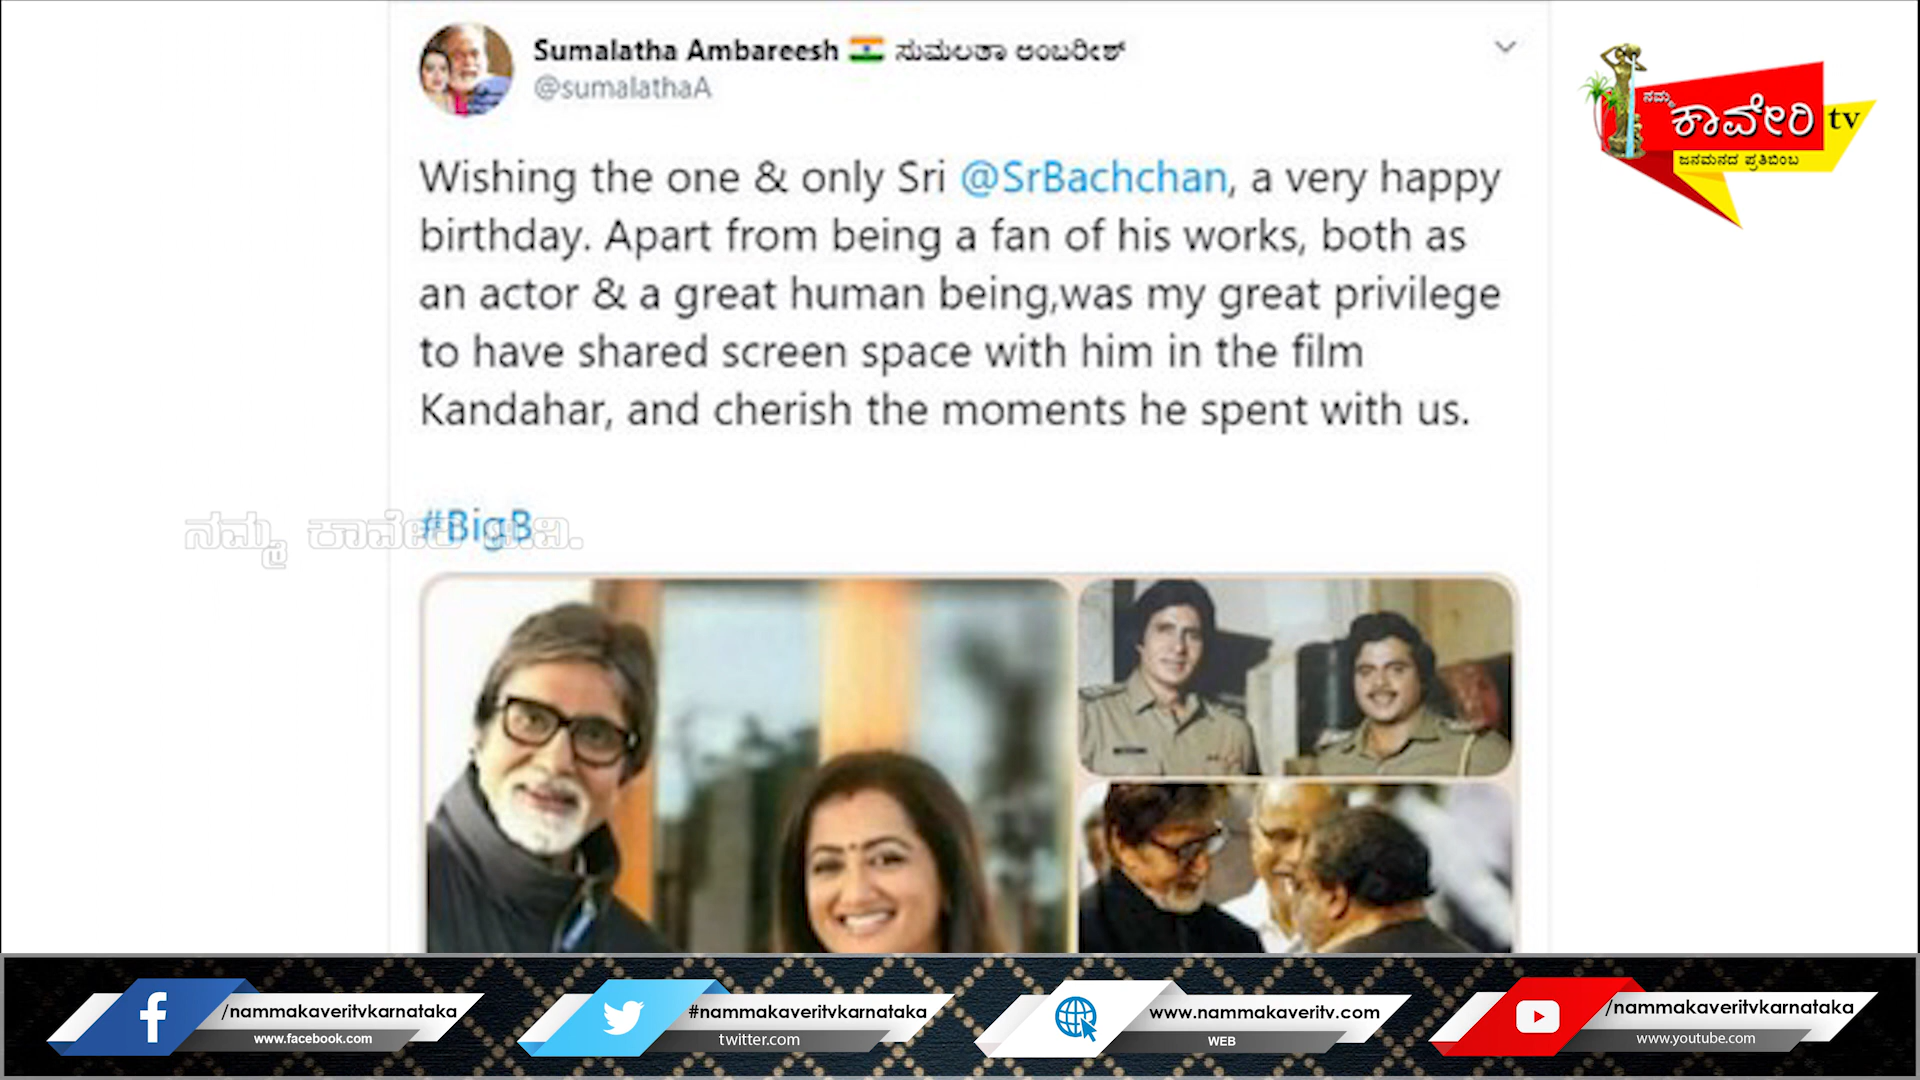 Sumalatha Ambareesh ಸುಮಲತಾ ಅಂಬರೀಶ್
@sumalathaA
Wishing the one & only Sri @SrBachchan, a very happy
birthday. Apart from being a fan of his works, both as
an actor & a great human being,was my great privilege
to have shared screen space with him in the film
Kandahar, and cherish the moments he spent with us.
#BigB
ನಮ್ಮ ಕಾವೇರಿ ಟಿ.ವಿ.
ನಮ್ಮ
ಕಾವೇರಿ tv
ಜನಮನದ ಪ್ರತಿಬಿಂಬ
/nammakaveritvkarnataka
www.facebook.com
#nammakaveritvkarnataka
twitter.com
www.nammakaveritv.com
WEB
/nammakaveritvkarnataka
www.youtube.com